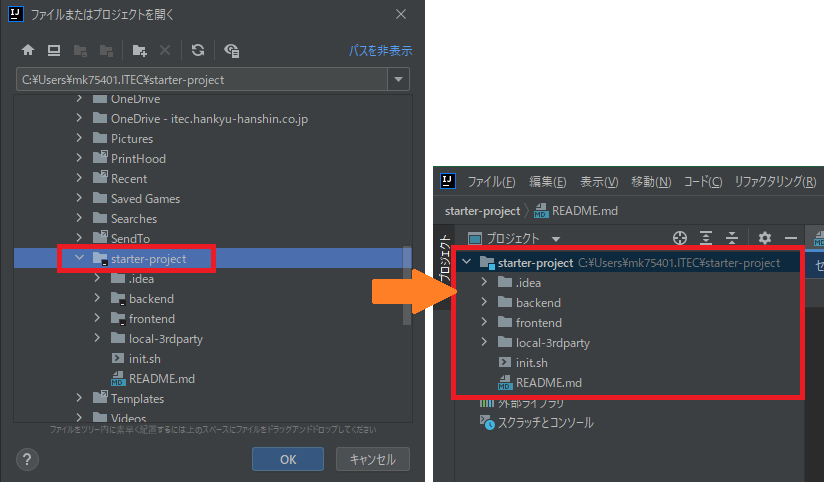 ファイルまたはプロジェクトを開く
パスを非表示
C:¥Users¥mk75401.ITEC¥starter-project
OneDrive
OneDrive - itec.hankyu-hanshin.co.jp
Pictures
PrintHood
Recent
Saved Games
Searches
SendTo
starter-project
.idea
backend
frontend
local-3rdparty
init.sh
README.md
Templates
Videos
ファイルをツリー内に素早く配置するには上のスペースにファイルをドラッグアンドドロップしてください
?
OK
キャンセル
IJ
ファイル(F) 編集(E) 表示(V) 移動(N) コード(C) リファクタリング(R)
starter-project 〉 README.md
プロジェクト
プロジェクト
starter-project C:¥Users¥mk75401.ITEC¥starter-project
.idea
backend
frontend
local-3rdparty
init.sh
README.md
外部ライブラリ
スクラッチとコンソール